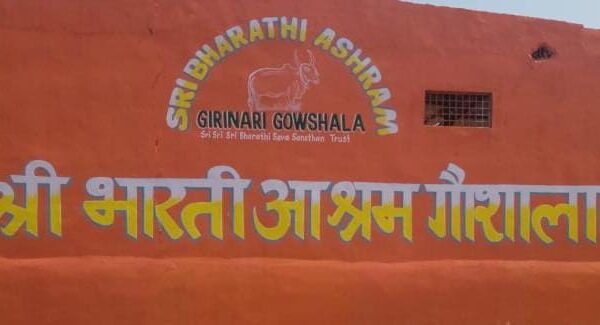 SRI BHARATHI ASHRAM
GIRINARI GOWSHALA
Sri Sri Sri Bharathi Seva Sansthan Trust
श्री भारती आश्रम गौशाला